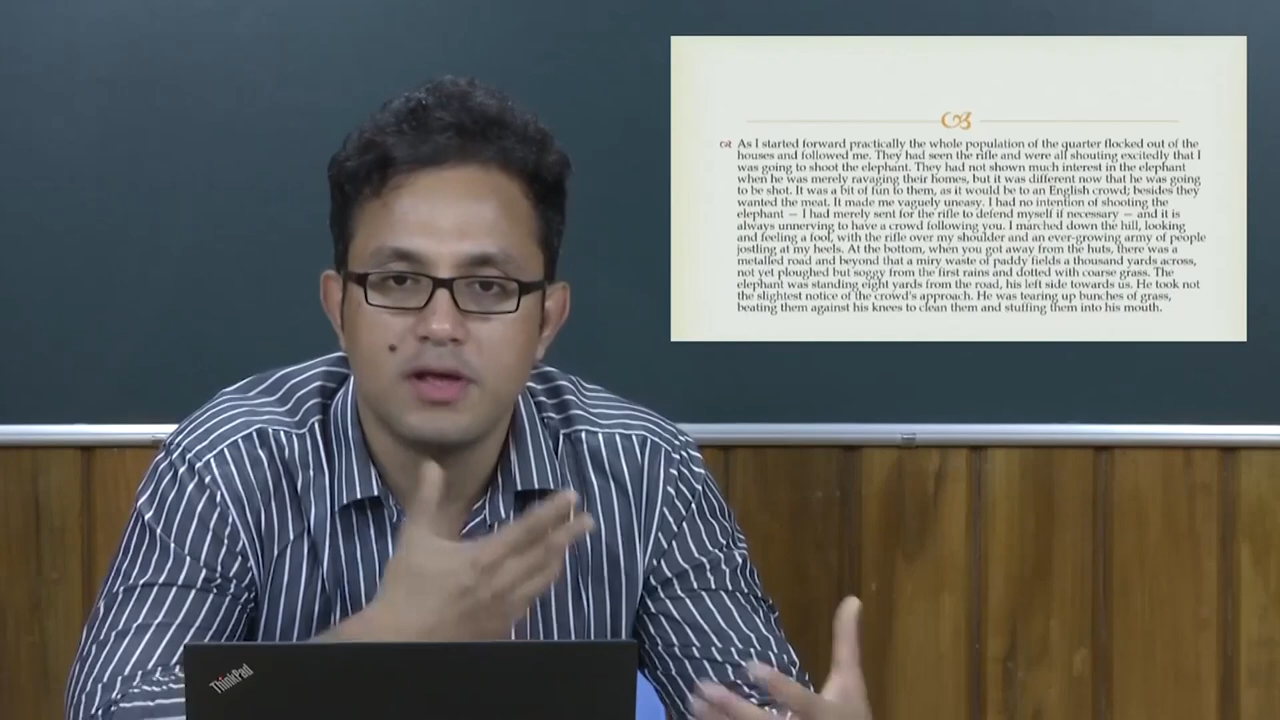 As I started forward practically the whole population of the quarter flocked out of the
houses and followed me. They had seen the rifle and were all shouting excitedly that I
was going to shoot the elephant. They had not shown much interest in the elephant
when he was merely ravaging their homes, but it was different now that he was going
to be shot. It was a bit of fun to them, as it would be to an English crowd; besides they
wanted the meat. It made me vaguely uneasy. I had no intention of shooting the
elephant — I had merely sent for the rifle to defend myself if necessary — and it is
always unnerving to have a crowd following you. I marched down the hill, looking
and feeling a fool, with the rifle over my shoulder and an ever-growing army of people
jostling at my heels. At the bottom, when you got away from the huts, there was a
metalled road and beyond that a miry waste of paddy fields a thousand yards across,
not yet ploughed but soggy from the first rains and dotted with coarse grass. The
elephant was standing eight yards from the road, his left side towards us. He took not
the slightest notice of the crowd's approach. He was tearing up bunches of grass,
beating them against his knees to clean them and stuffing them into his mouth.
ThinkPad